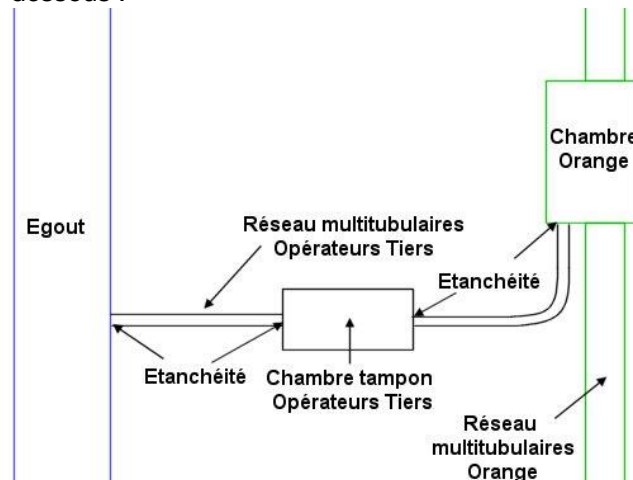 dessous :
Chambre
Orange
Egout
Réseau multitubulaires
Opérateurs Tiers
Etanchéité
Etanchéité
Chambre tampon
Opérateurs Tiers
Réseau
multitubulaires
Orange